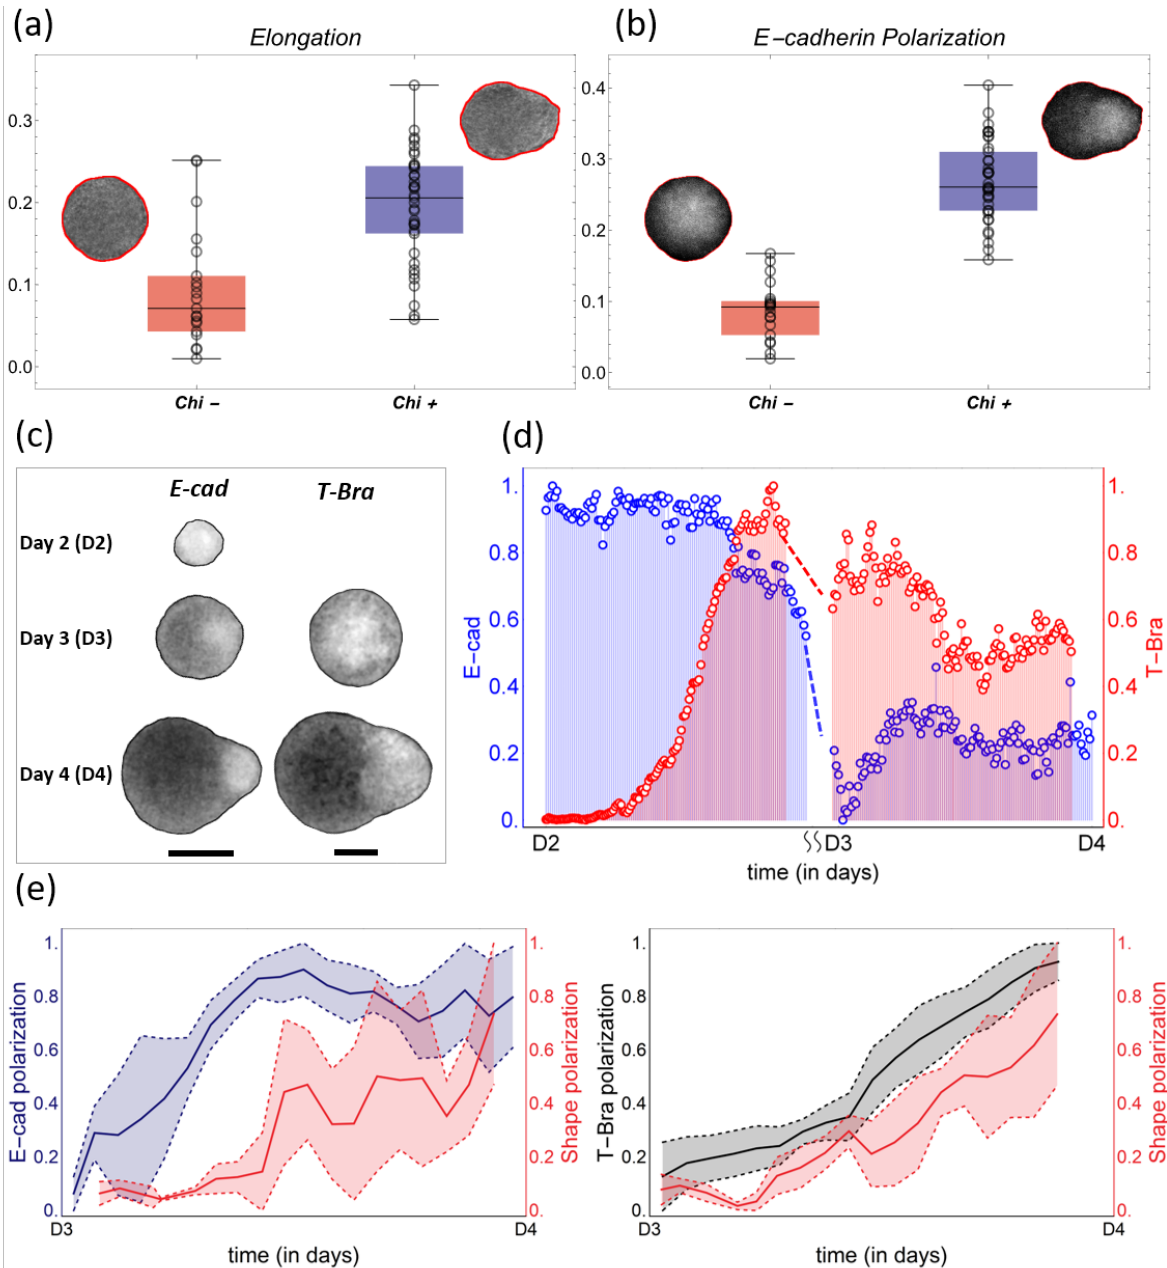 (a)
Elongation
0.3
0.2
0.1
0.0
Chi −
Chi +
(b)
E−cadherin Polarization
0.4
0.3
0.2
0.1
0.0
Chi −
Chi +
(c)
E-cad
T-Bra
Day 2 (D2)
Day 3 (D3)
Day 4 (D4)
(d)
E−cad
1.
0.8
0.6
0.4
0.2
0.
T−Bra
1.
0.8
0.6
0.4
0.2
0.
D2
D3
D4
time (in days)
(e)
E−cad polarization
1.
0.8
0.6
0.4
0.2
0.
Shape polarization
1.
0.8
0.6
0.4
0.2
0.
D3
D4
time (in days)
T−Bra polarization
1.
0.8
0.6
0.4
0.2
0.
Shape polarization
1.
0.8
0.6
0.4
0.2
0.
D3
D4
time (in days)